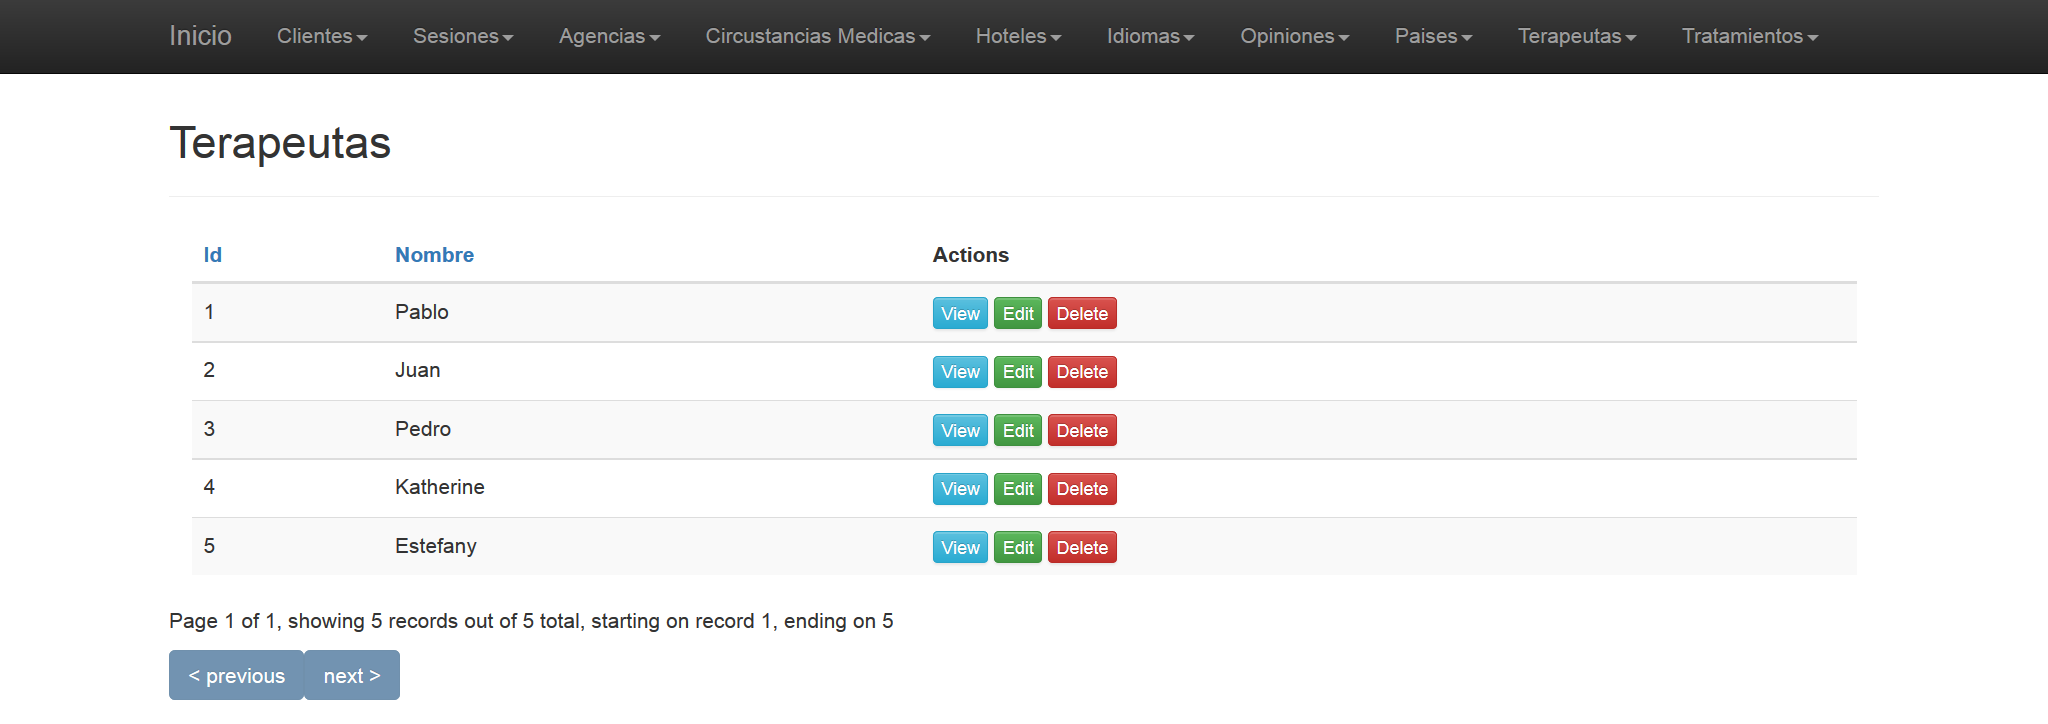 Inicio Clientes Sesiones Agencias Circustancias Medicas Hoteles Idiomas Opiniones Paises Terapeutas Tratamientos
Terapeutas
Id Nombre Actions
1 Pablo View Edit Delete
2 Juan View Edit Delete
3 Pedro View Edit Delete
4 Katherine View Edit Delete
5 Estefany View Edit Delete
Page 1 of 1, showing 5 records out of 5 total, starting on record 1, ending on 5
< previous next >